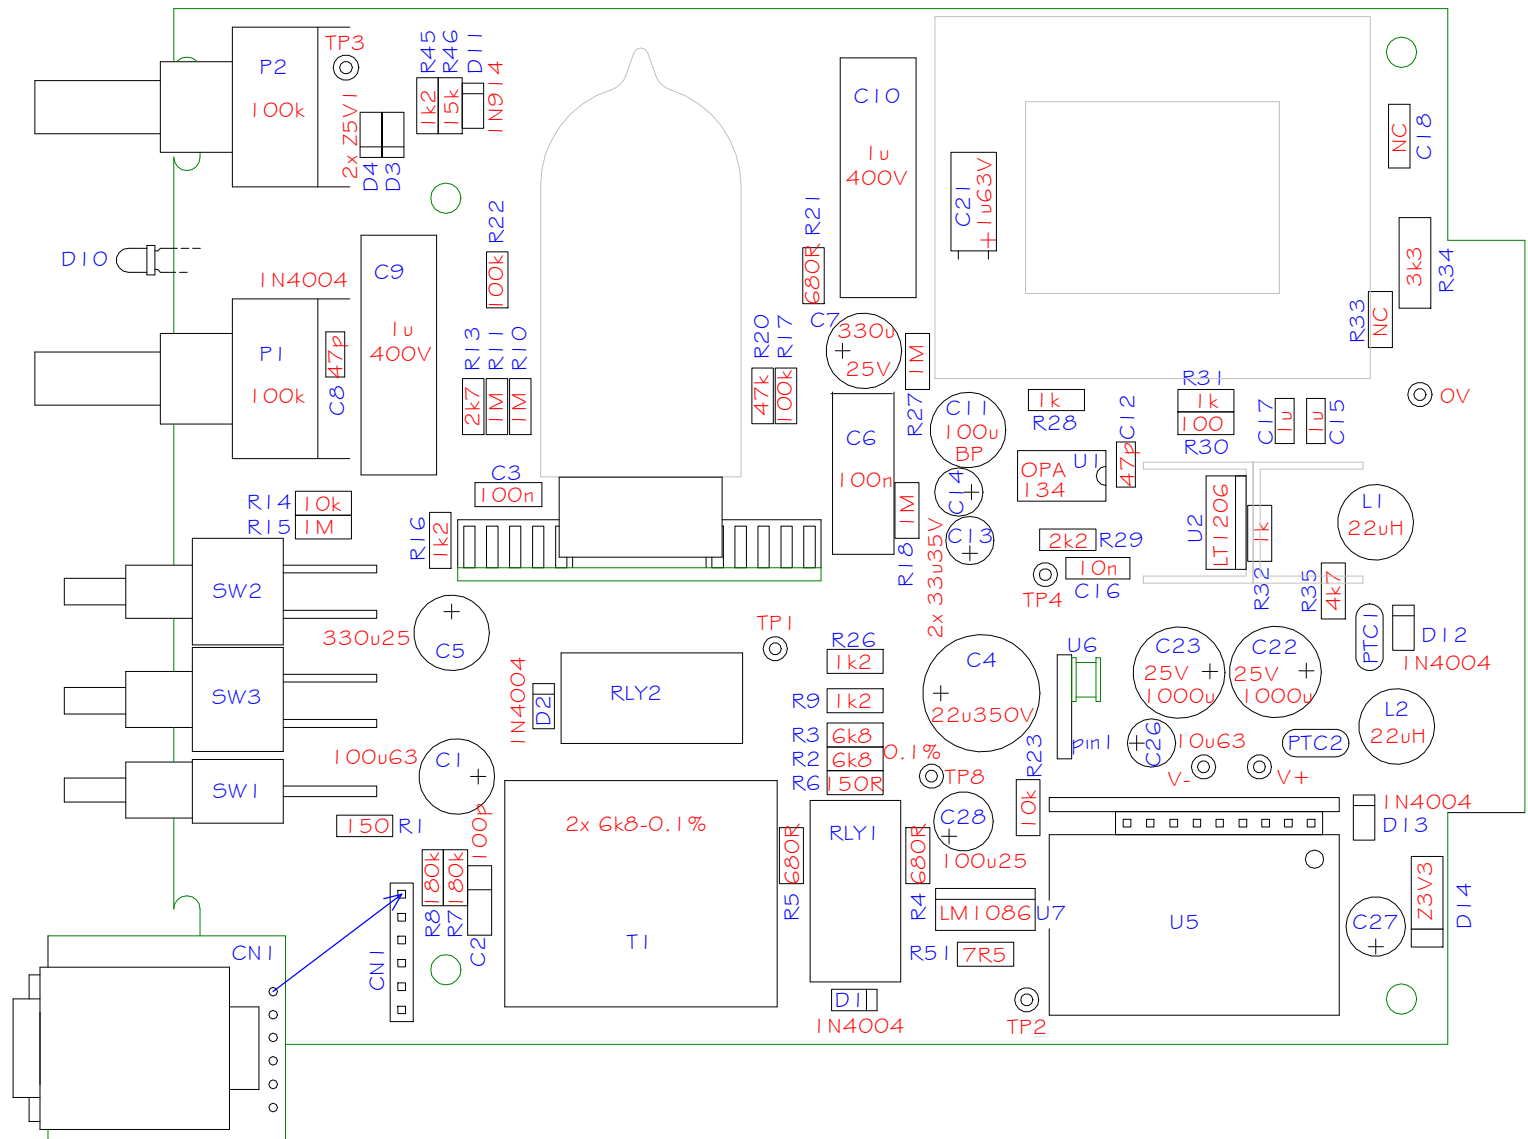 P2
100k
TP3
2x Z5V1
D4
D3
R45
R46
D11
1k2
15k
1N914
D10
1N4004
P1
100k
47p
C8
C9
1u
400V
R22
100k
R13
R11
R10
2k7
1M
1M
C3
100n
R14
10k
R15
1M
R16
1k2
C10
1u
400V
R21
680R
C21
+1u63V
NC
C18
3k3
R34
R33
NC
0V
C7
330u
25V
1M
R27
R20
R17
47k
100k
C6
100n
1M
R18
C11
100u
BP
C14
C13
2x 33u35V
1k
R28
U1
OPA
134
C12
47p
R31
1k
100
R30
C17
1u
1u
C15
U2
LT1206
1k
R32
L1
22uH
2k2
R29
10n
C16
TP4
R35
4k7
PTC1
D12
1N4004
SW2
SW3
SW1
330u25
C5
100u63
C1
150
R1
1N4004
D2
RLY2
TP1
R26
1k2
R9
1k2
R3
6k8
R2
6k8
0.1%
R6
150R
C4
22u350V
U6
pin1
C23
25V
1000u
C22
25V
1000u
C26
10u63
PTC2
L2
22uH
V-
V+
TP8
R23
10k
C28
100u25
1N4004
D13
Z3V3
D14
C27
U5
100p
180k
180k
R8
R7
C2
2x 6k8-0.1%
T1
680R
R5
RLY1
680R
R4
LM1086
U7
R51
7R5
D1
1N4004
TP2
CN1
CN1